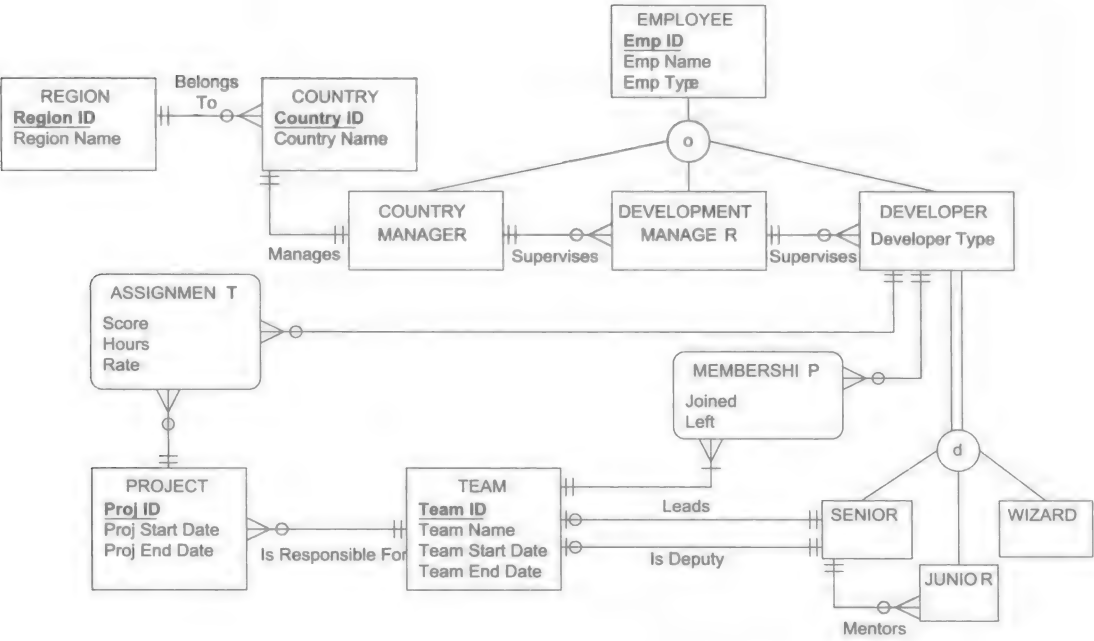 EMPLOYEE
Emp ID
Emp Name
Emp Type
REGION
Region ID
Region Name
Belongs
To
COUNTRY
Country ID
Country Name
o
COUNTRY
MANAGER
DEVELOPMENT
MANAGE R
DEVELOPER
Developer Type
Manages
Supervises
Supervises
ASSIGNMEN T
Score
Hours
Rate
MEMBERSHI P
Joined
Left
d
PROJECT
Proj ID
Proj Start Date
Proj End Date
Is Responsible For
TEAM
Team ID
Team Name
Team Start Date
Team End Date
Leads
Is Deputy
SENIOR
WIZARD
JUNIO R
Mentors